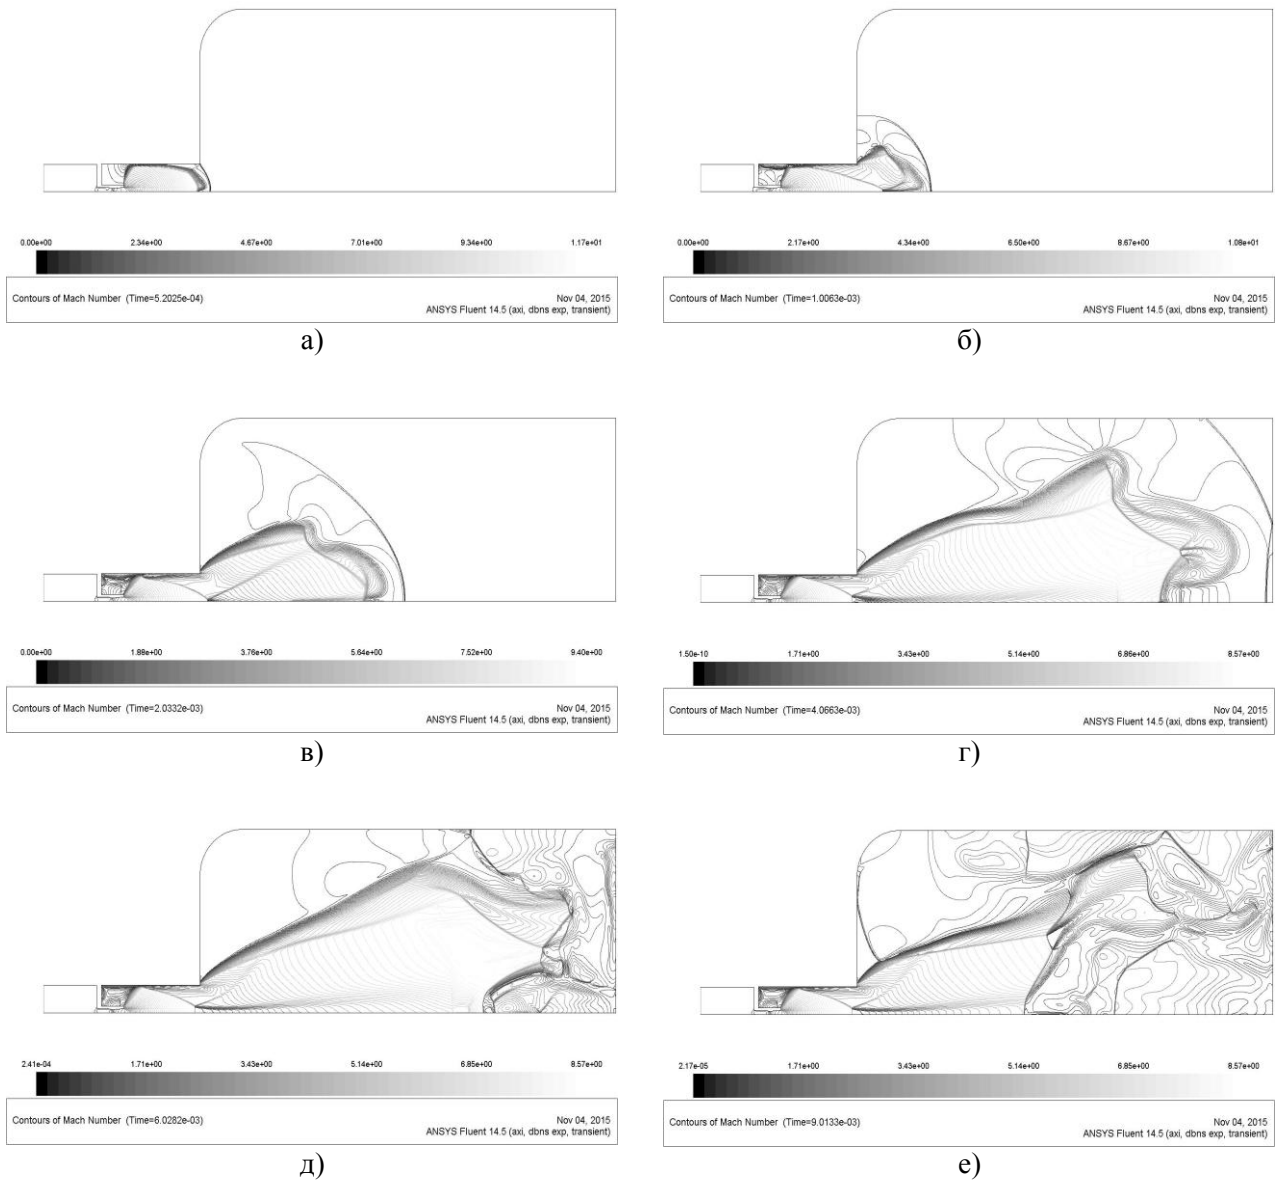 0.00e+00 2.34e+00 4.67e+00 7.01e+00 9.34e+00 1.17e+01
Contours of Mach Number (Time=5.2025e-04) Nov 04, 2015
ANSYS Fluent 14.5 (axi, dbns exp, transient)
а)
0.00e+00 2.17e+00 4.34e+00 6.50e+00 8.67e+00 1.08e+01
Contours of Mach Number (Time=1.0063e-03) Nov 04, 2015
ANSYS Fluent 14.5 (axi, dbns exp, transient)
б)
0.00e+00 1.88e+00 3.76e+00 5.64e+00 7.52e+00 9.40e+00
Contours of Mach Number (Time=2.0332e-03) Nov 04, 2015
ANSYS Fluent 14.5 (axi, dbns exp, transient)
в)
1.50e-10 1.71e+00 3.43e+00 5.14e+00 6.86e+00 8.57e+00
Contours of Mach Number (Time=4.0663e-03) Nov 04, 2015
ANSYS Fluent 14.5 (axi, dbns exp, transient)
г)
2.41e-04 1.71e+00 3.43e+00 5.14e+00 6.85e+00 8.57e+00
Contours of Mach Number (Time=6.0282e-03) Nov 04, 2015
ANSYS Fluent 14.5 (axi, dbns exp, transient)
д)
2.17e-05 1.71e+00 3.43e+00 5.14e+00 6.85e+00 8.57e+00
Contours of Mach Number (Time=9.0133e-03) Nov 04, 2015
ANSYS Fluent 14.5 (axi, dbns exp, transient)
е)